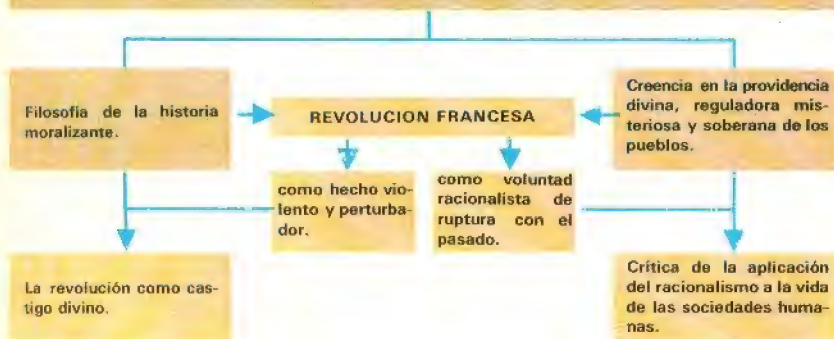 Filosofía de la historia
moralizante.
REVOLUCION FRANCESA
Creencia en la providencia
divina, reguladora mis-
teriosa y soberana de los
pueblos.
como hecho vio-
lento y perturba-
dor.
como voluntad
racionalista de
ruptura con el
pasado.
La revolución como cas-
tigo divino.
Crítica de la aplicación
del racionalismo a la vida
de las sociedades huma-
nas.